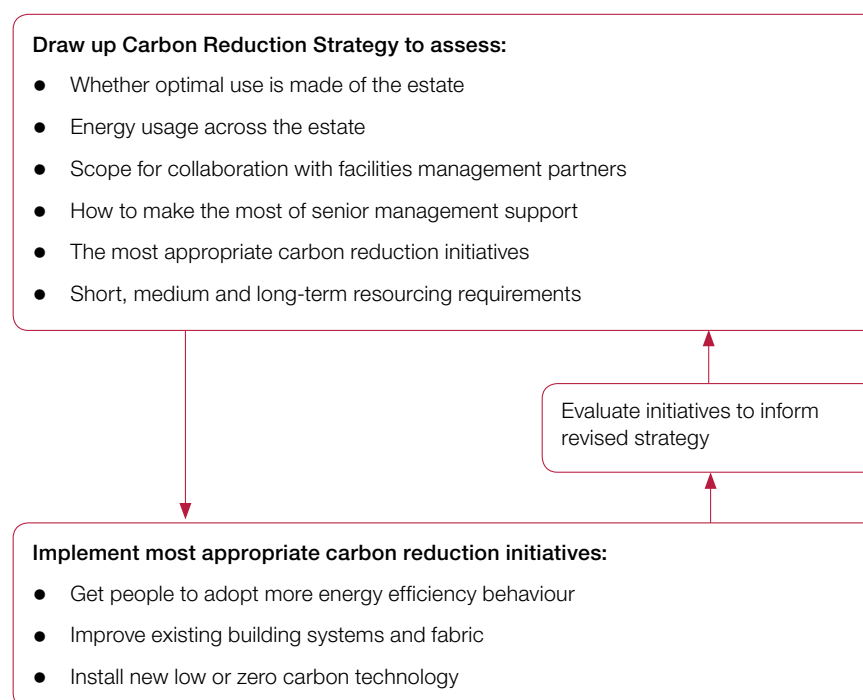 Draw up Carbon Reduction Strategy to assess:
● Whether optimal use is made of the estate
● Energy usage across the estate
● Scope for collaboration with facilities management partners
● How to make the most of senior management support
● The most appropriate carbon reduction initiatives
● Short, medium and long-term resourcing requirements
Evaluate initiatives to inform
revised strategy
Implement most appropriate carbon reduction initiatives:
● Get people to adopt more energy efficiency behaviour
● Improve existing building systems and fabric
● Install new low or zero carbon technology